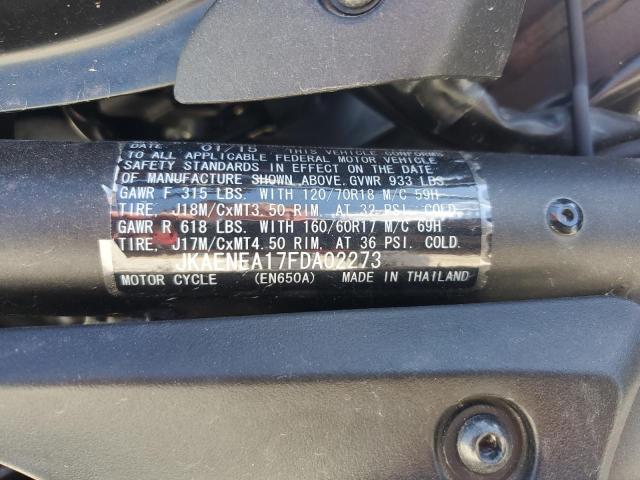 DATE: 01/15 THIS VEHICLE CONFORMS
TO ALL APPLICABLE FEDERAL MOTOR VEHICLE
SAFETY STANDARDS IN EFFECT ON THE DATE
OF MANUFACTURE SHOWN ABOVE. GVWR 933 LBS.
GAWR F 315 LBS. WITH 120/70R18 M/C 59H
TIRE, J18M/CxMT3.50 RIM. AT 32 PSI. COLD.
GAWR R 618 LBS. WITH 160/60R17 M/C 69H
TIRE. J17M/CxMT4.50 RIM. AT 36 PSI. COLD.
JKAENEA17FDA02273
MOTOR CYCLE (EN650A) MADE IN THAILAND